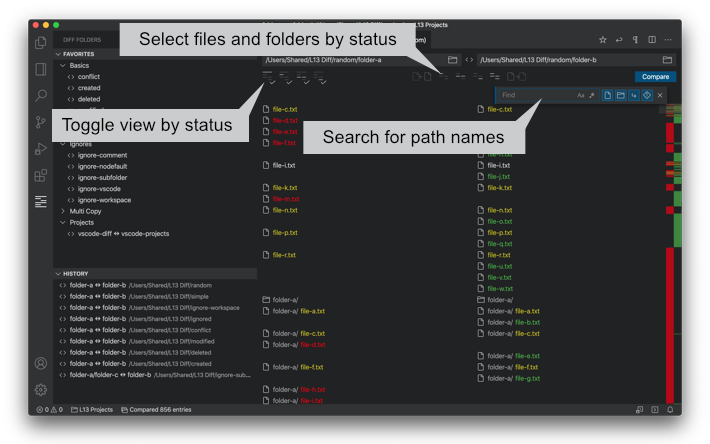 L13 Projects
DIFF FOLDERS
Select files and folders by status
/Users/Shared/L13 Diff/random/folder-a
/Users/Shared/L13 Diff/random/folder-b
FAVORITES
Basics
conflict
created
deleted
Compare
Find
Aa
Toggle view by status
Search for path names
Ignores
ignore-comment
ignore-nodefault
ignore-subfolder
ignore-vscode
ignore-workspace
Multi Copy
Projects
vscode-diff ⇔ vscode-projects
HISTORY
folder-a ⇔ folder-b /Users/Shared/L13 Diff/random
folder-a ⇔ folder-b /Users/Shared/L13 Diff/simple
folder-a ⇔ folder-b /Users/Shared/L13 Diff/ignore-workspace
folder-a ⇔ folder-b /Users/Shared/L13 Diff/ignored
folder-a ⇔ folder-b /Users/Shared/L13 Diff/conflict
folder-a ⇔ folder-b /Users/Shared/L13 Diff/modified
folder-a ⇔ folder-b /Users/Shared/L13 Diff/deleted
folder-a ⇔ folder-b /Users/Shared/L13 Diff/created
folder-a/folder-c ⇔ folder-b /Users/Shared/L13 Diff/ignore-sub...
file-c.txt
file-d.txt
file-e.txt
file-f.txt
file-i.txt
file-k.txt
file-m.txt
file-n.txt
file-p.txt
file-r.txt
folder-a/
folder-a/ file-a.txt
folder-a/ file-c.txt
folder-a/ file-d.txt
folder-a/ file-f.txt
folder-a/ file-h.txt
folder-a/ file-i.txt
file-c.txt
file-i.txt
file-j.txt
file-k.txt
file-n.txt
file-o.txt
file-p.txt
file-q.txt
file-r.txt
file-u.txt
file-v.txt
file-w.txt
folder-a/
folder-a/ file-a.txt
folder-a/ file-b.txt
folder-a/ file-c.txt
folder-a/ file-e.txt
folder-a/ file-f.txt
folder-a/ file-g.txt
0 0 L13 Projects Compared 856 entries